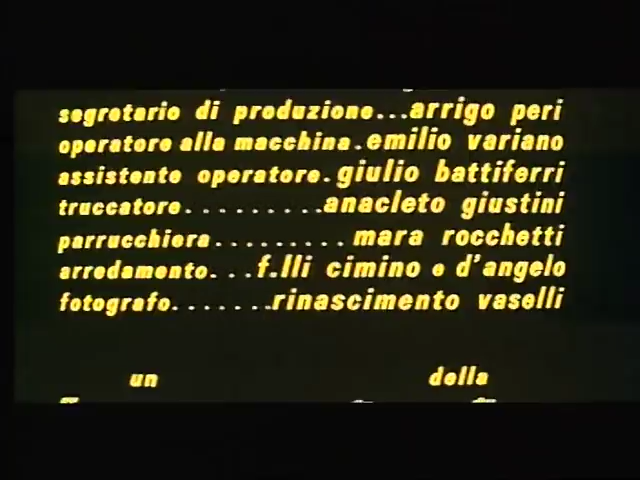 segretario di produzione...arrigo peri
operatore alla macchina.emilio variano
assistente operatore.giulio battiferri
truccatore.........anacleto giustini
parrucchiera......... mara rocchetti
arredamento...f.lli cimino e d'angelo
fotografo.......rinascimento vaselli
un della